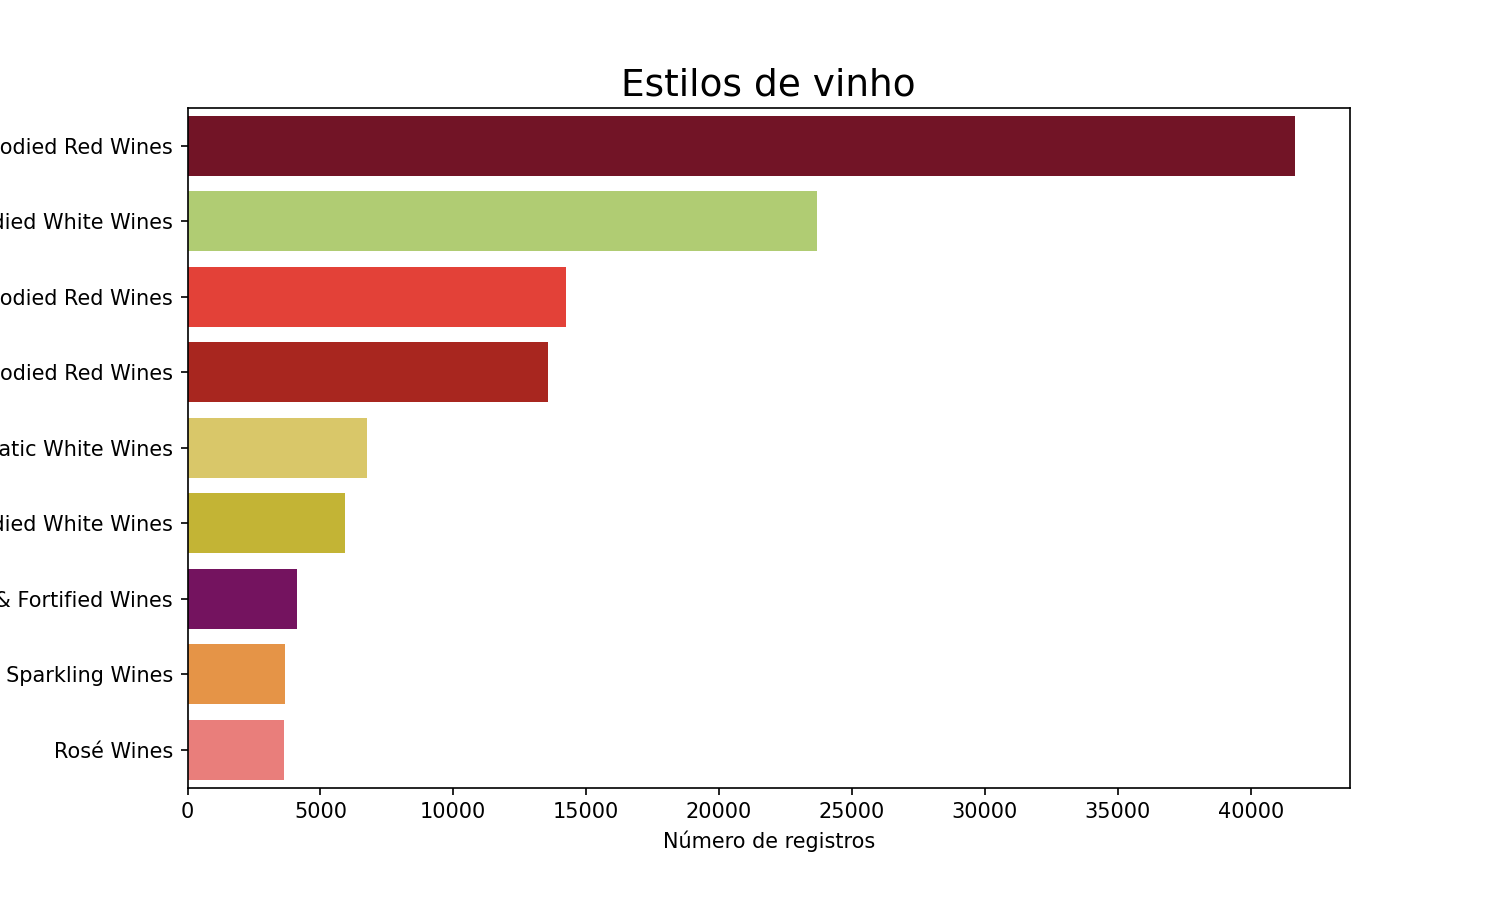 Estilos de vinho
odied Red Wines
died White Wines
odied Red Wines
odied Red Wines
atic White Wines
died White Wines
& Fortified Wines
Sparkling Wines
Rosé Wines
0 5000 10000 15000 20000 25000 30000 35000 40000
Número de registros